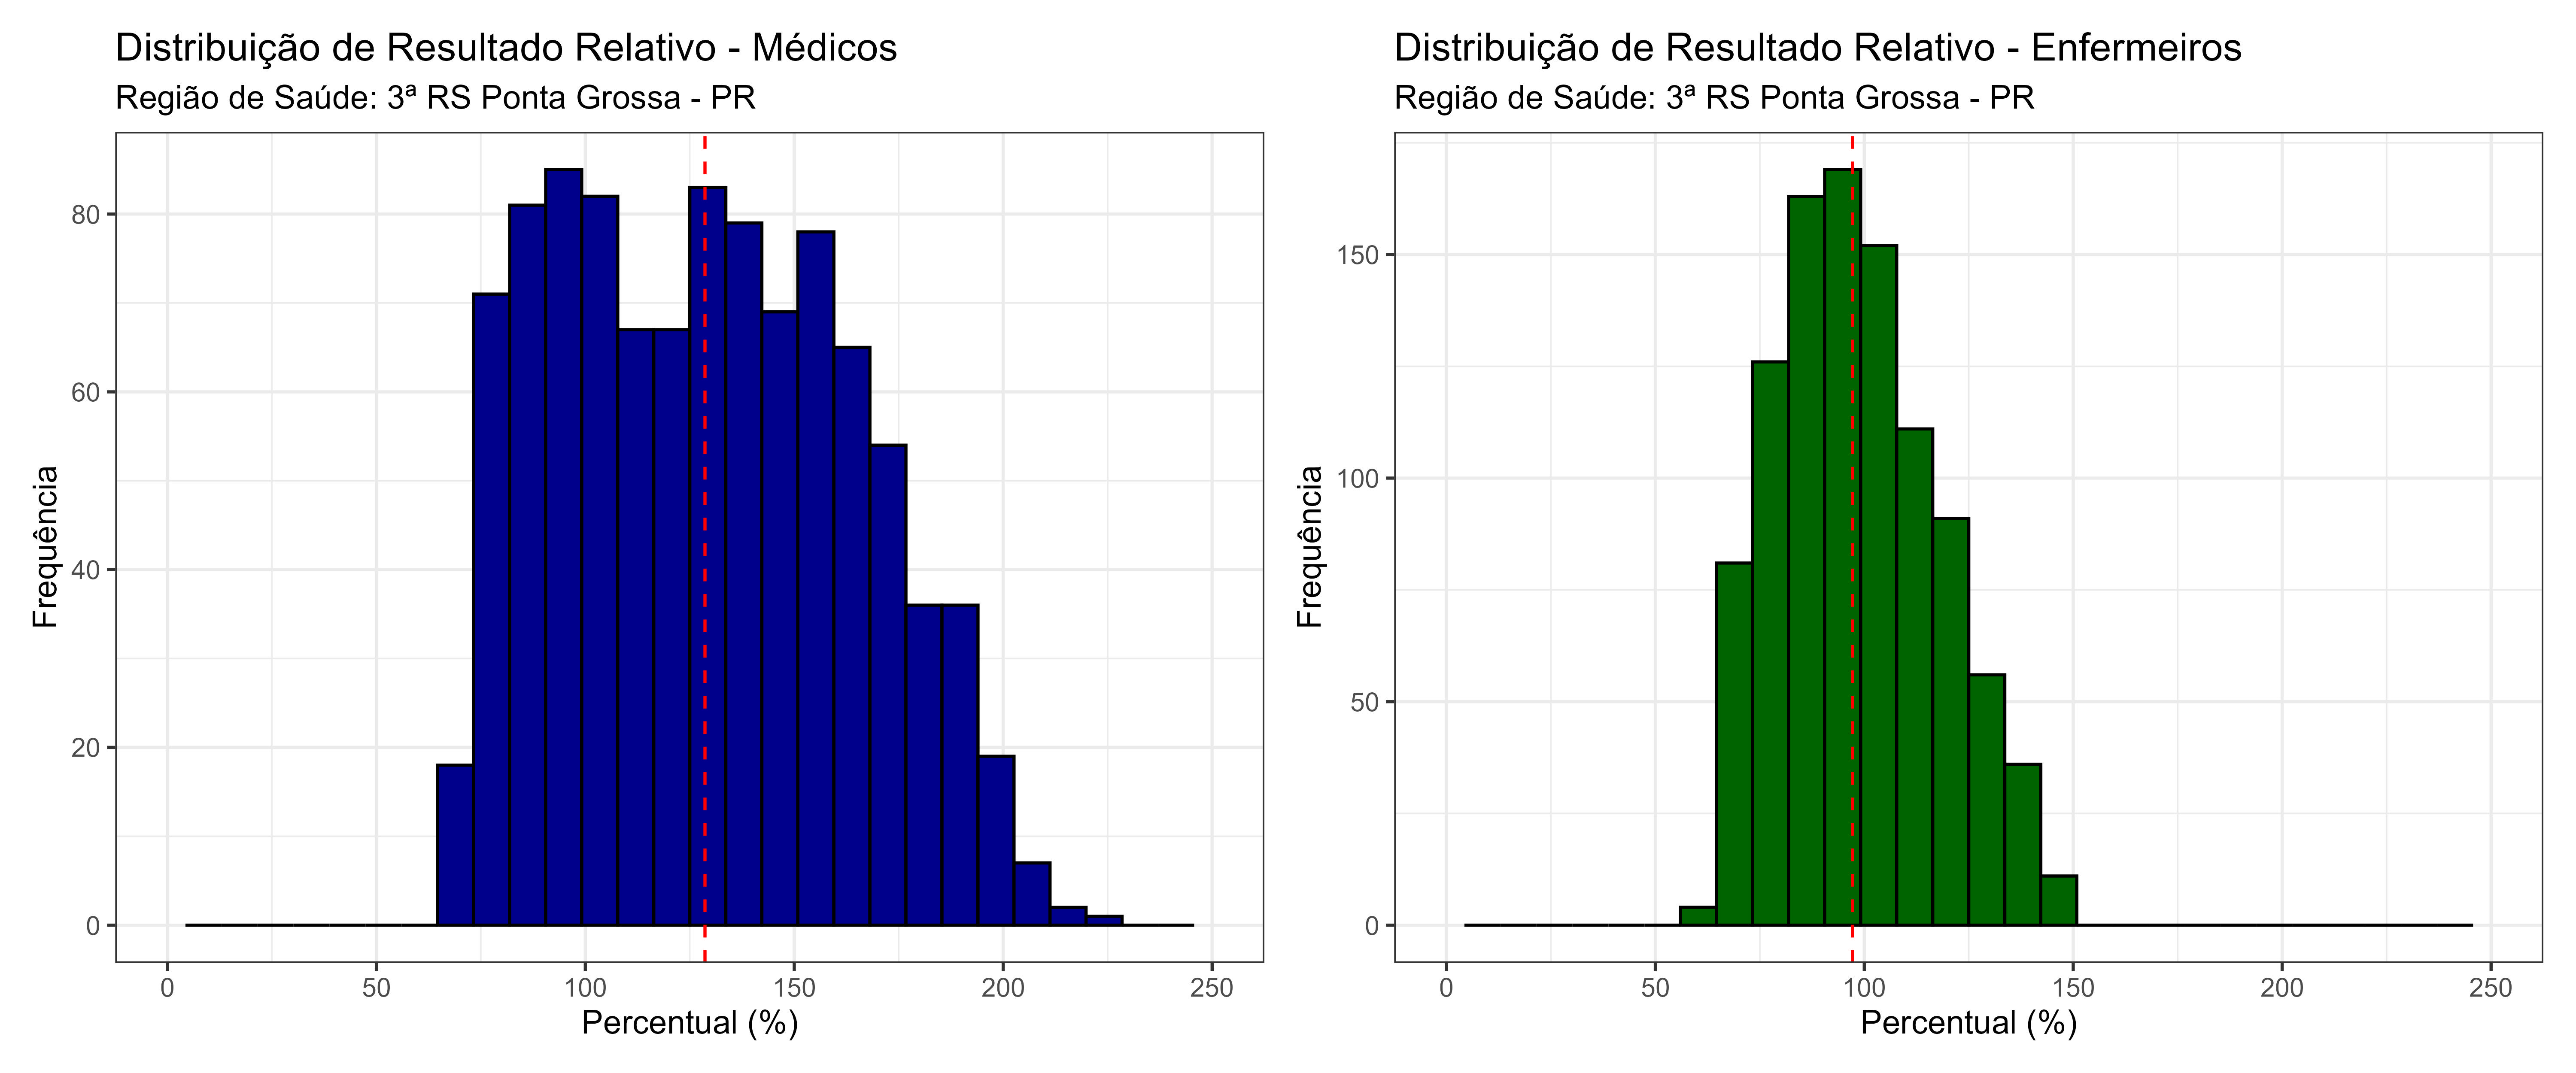 Distribuição de Resultado Relativo - Médicos
Região de Saúde: 3ª RS Ponta Grossa - PR
Frequência
80
60
40
20
0
0 50 100 150 200 250
Percentual (%)
Distribuição de Resultado Relativo - Enfermeiros
Região de Saúde: 3ª RS Ponta Grossa - PR
Frequência
150
100
50
0
0 50 100 150 200 250
Percentual (%)